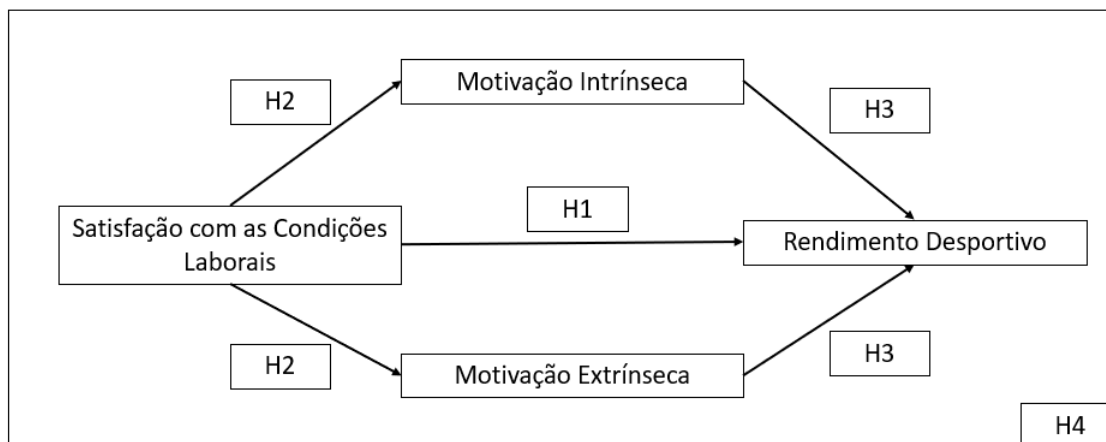 Motivação Intrínseca
H2
H3
H1
Satisfação com as Condições
Laborais
Rendimento Desportivo
H2
Motivação Extrínseca
H3
H4